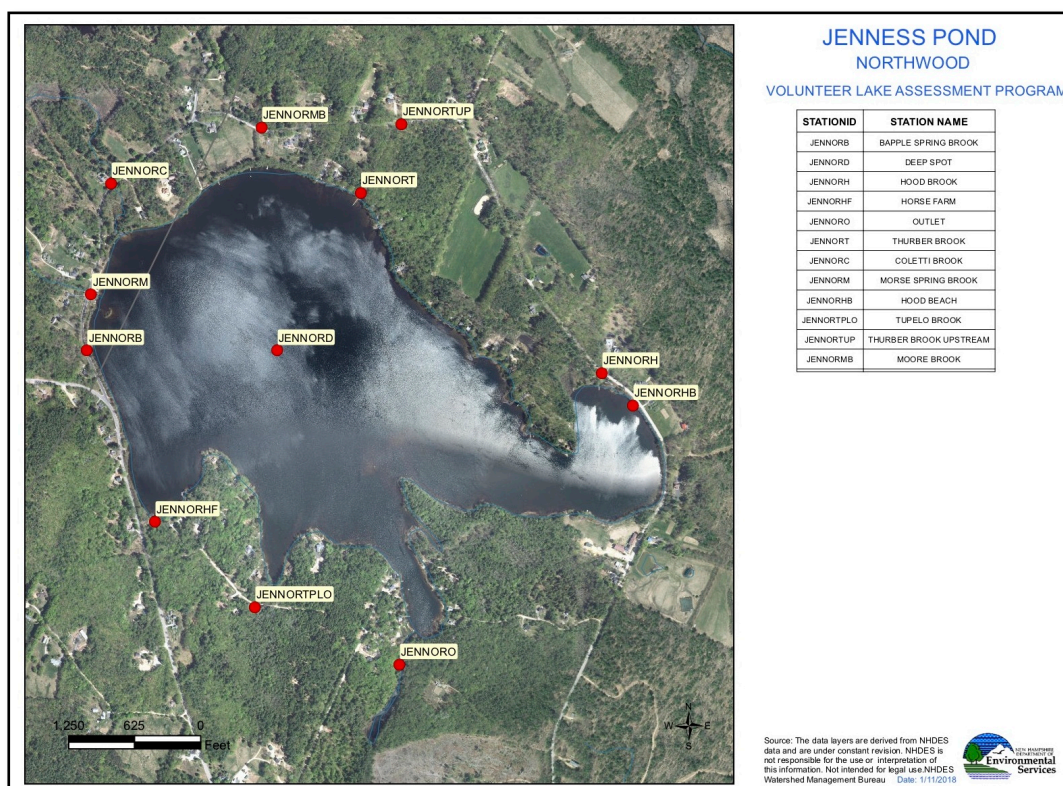 JENNESS POND
NORTHWOOD
VOLUNTEER LAKE ASSESSMENT PROGRAM
STATIONID STATION NAME
JENNORB BAPPLE SPRING BROOK
JENNORD DEEP SPOT
JENNORH HOOD BROOK
JENNORHF HORSE FARM
JENNORO OUTLET
JENNORT THURBER BROOK
JENNORC COLETTI BROOK
JENNORM MORSE SPRING BROOK
JENNORHB HOOD BEACH
JENNORTPLO TUPELO BROOK
JENNORTUP THURBER BROOK UPSTREAM
JENNORMB MOORE BROOK
JENNORMB
JENNORTUP
JENNORC
JENNORT
JENNORM
JENNORB
JENNORD
JENNORH
JENNORHB
JENNORHF
JENNORTPLO
JENNORO
1,250 625 0
Feet
N
W E
S
Source: The data layers are derived from NHDES
data and are under constant revision. NHDES is
not responsible for the use or interpretation of
this information. Not intended for legal use.NHDES
Watershed Management Bureau Date: 1/11/2018
NEW HAMPSHIRE
DEPARTMENT OF
Environmental
Services